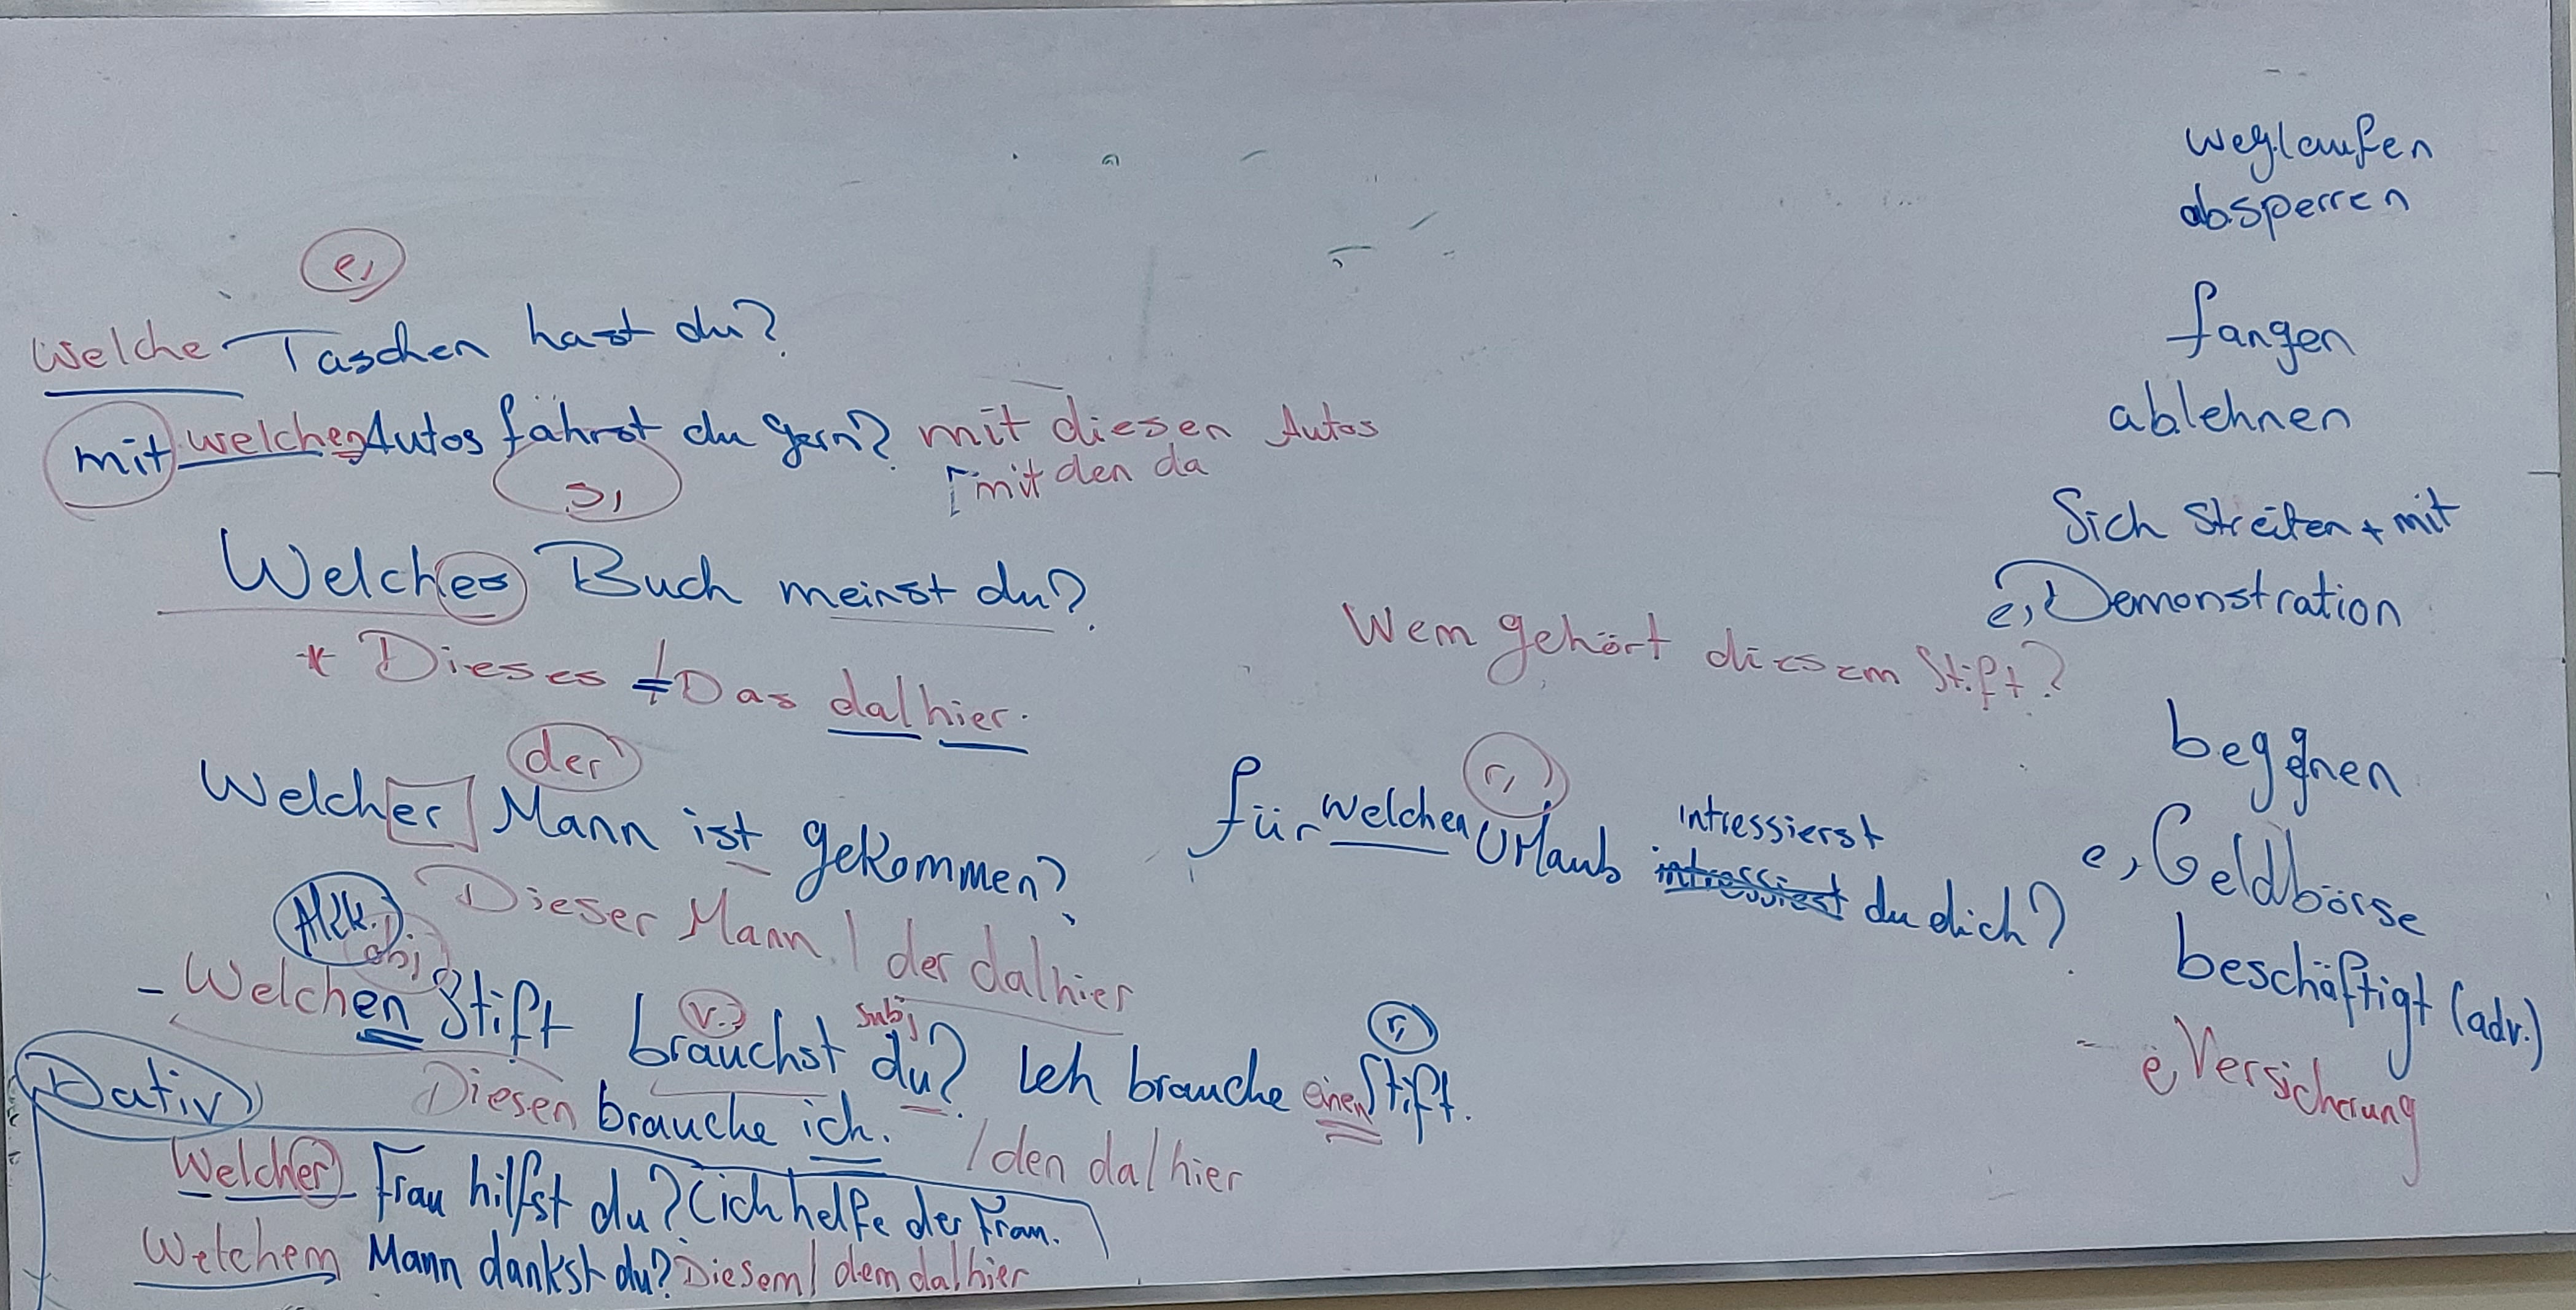 e,
Welche Taschen hast du?
mit welchen Autos fährst du gern? mit diesen Autos
s,
mit den da
Welches Buch meinst du?
* Dieses ≠ Das da/hier.
der
Welcher Mann ist gekommen?
Dieser Mann / der da/hier
Akk.
obj
- Welchen Stift brauchst du? Ich brauche einen Stift.
v.
subj
r,
Diesen brauche ich. / den da/hier
Dativ
Welcher Frau hilfst du? (ich helfe der Frau.
Welchem Mann dankst du? Diesem / dem da/hier
Wem gehört diesem Stift?
r,
für welchen Urlaub intressierst du dich?
weglaufen
absperren
fangen
ablehnen
Sich streiten + mit
e, Demonstration
begegnen
e, Geldbörse
beschäftigt (adv.)
- e, Versicherung